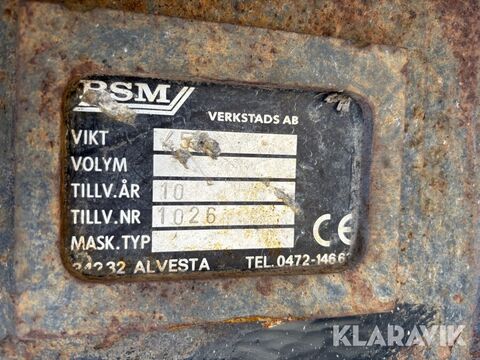 BSM
VERKSTADS AB
VIKT
VOLYM
TILLV.ÅR 10
TILLV.NR 1026
MASK.TYP
CE
34232 ALVESTA TEL. 0472-1466
KLARAVIK